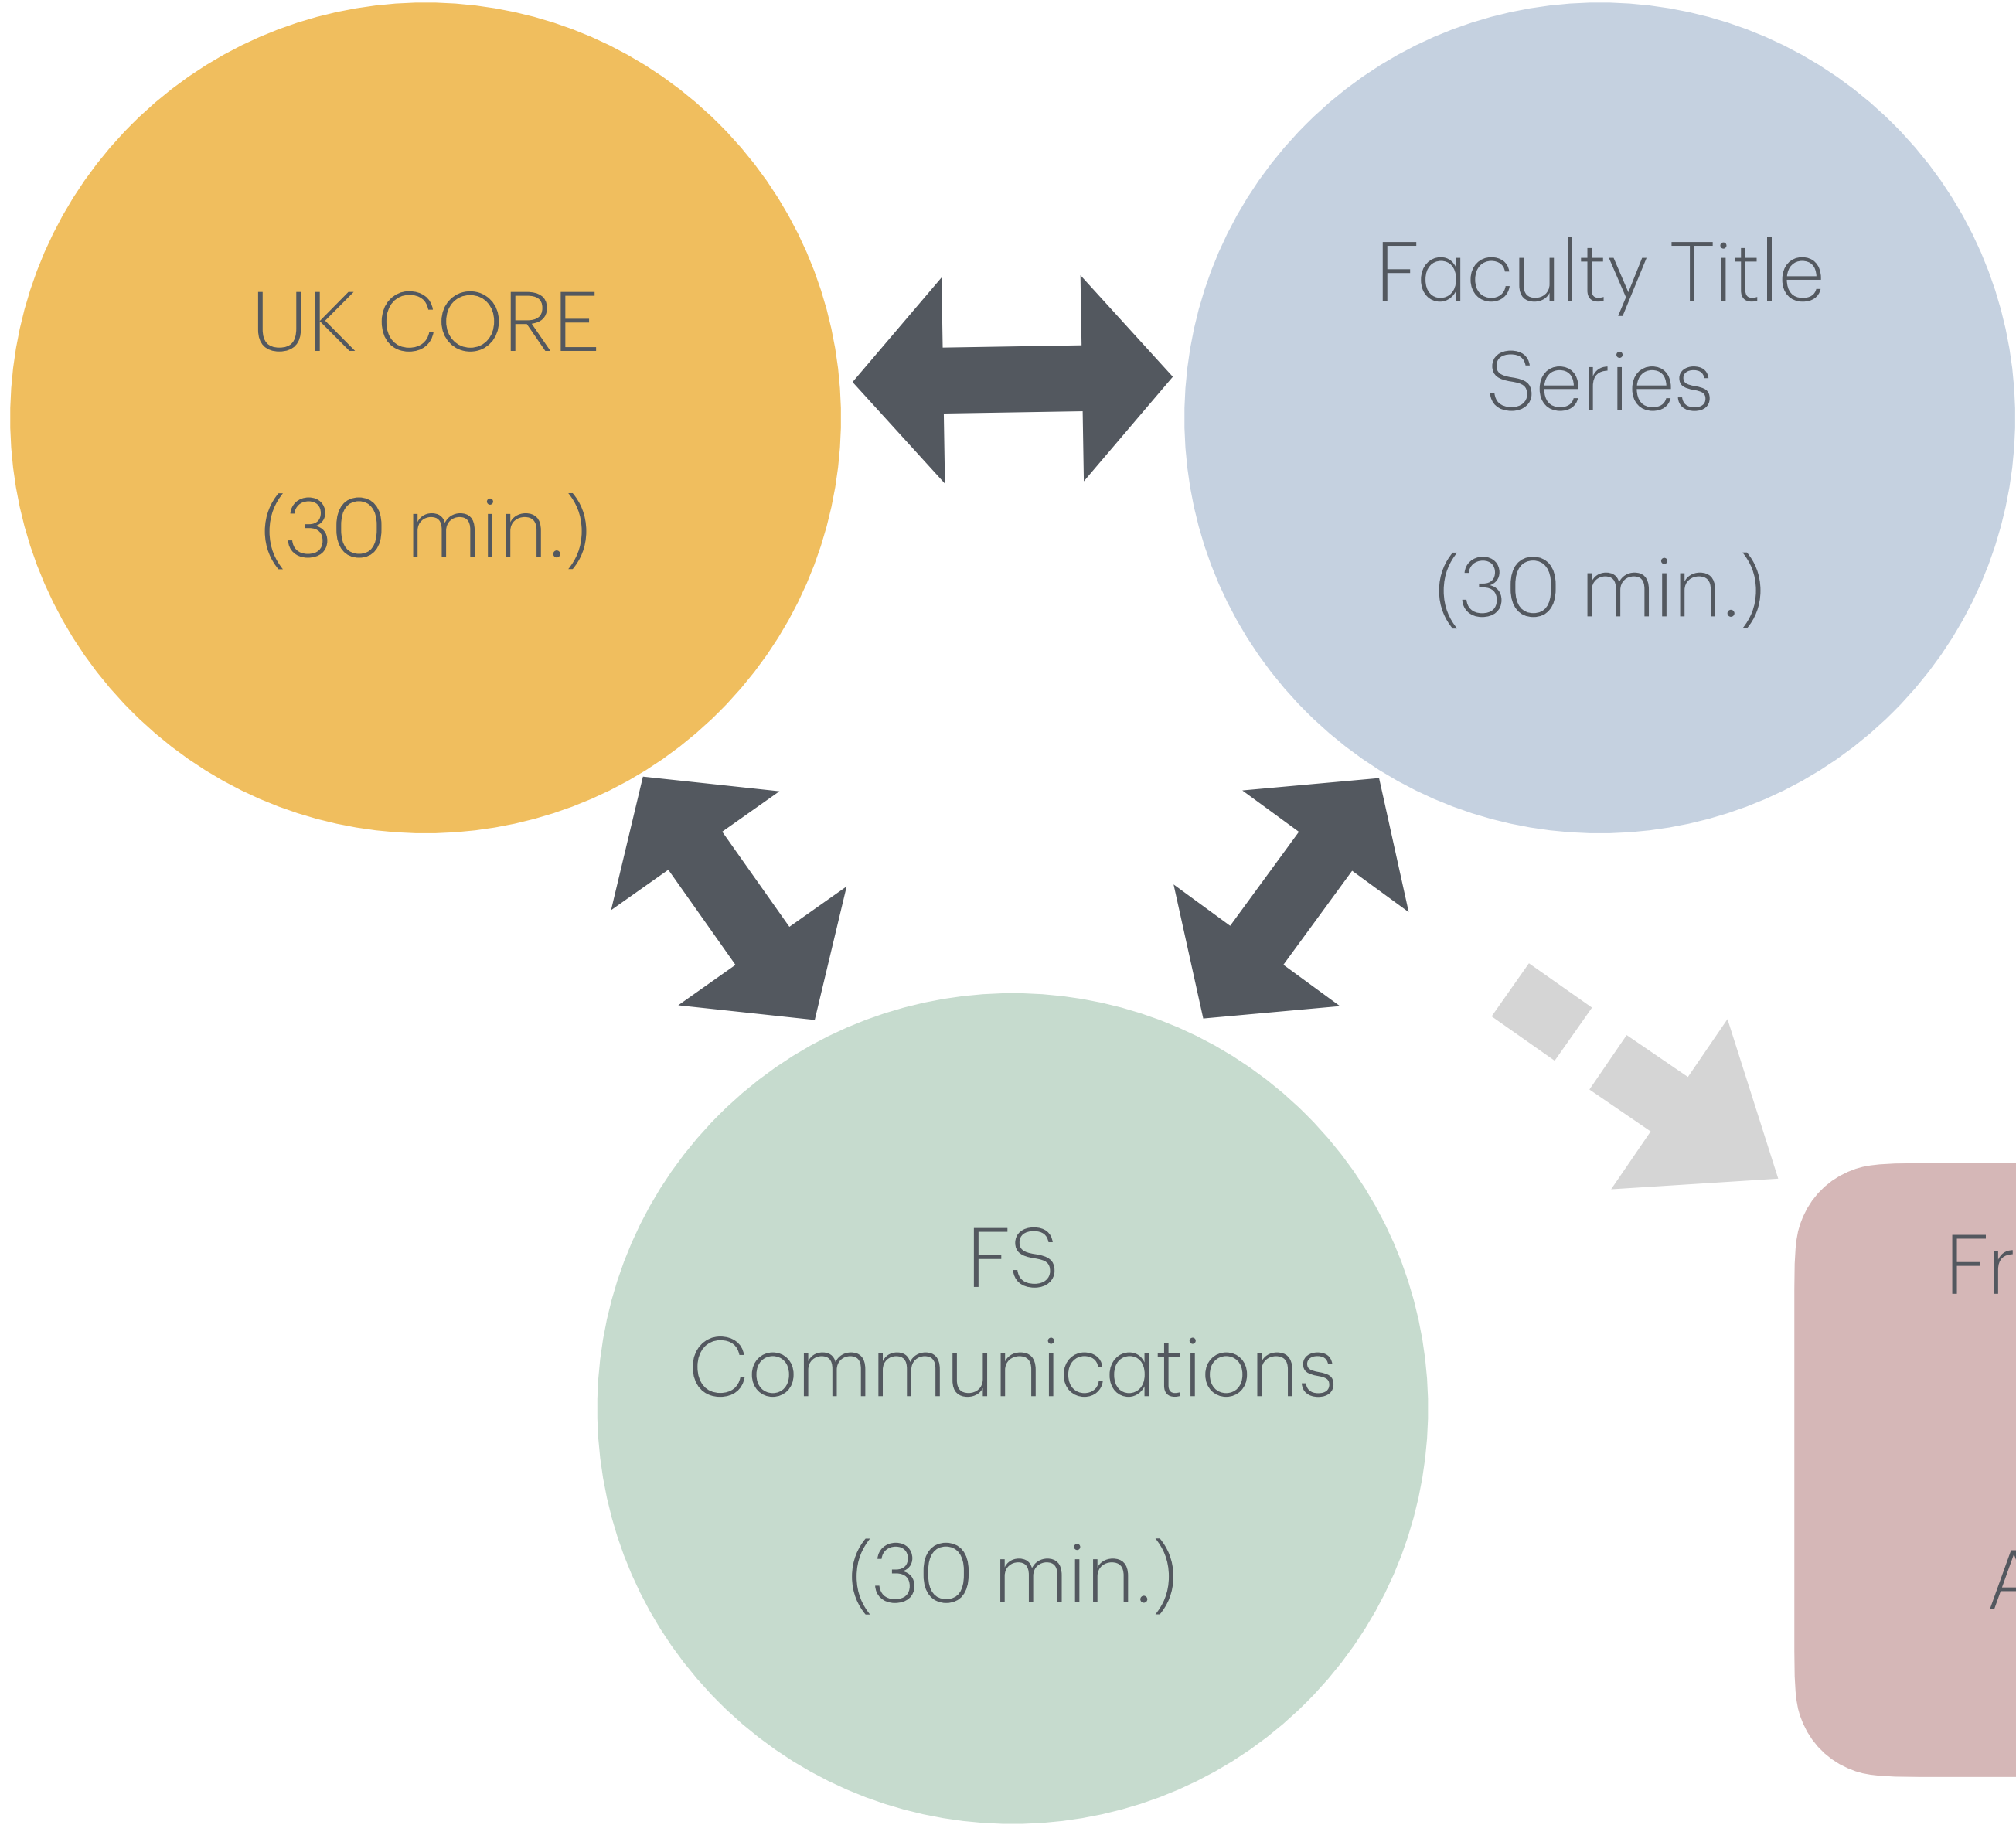 UK CORE
(30 min.)
Faculty Title
Series
(30 min.)
FS
Communications
(30 min.)